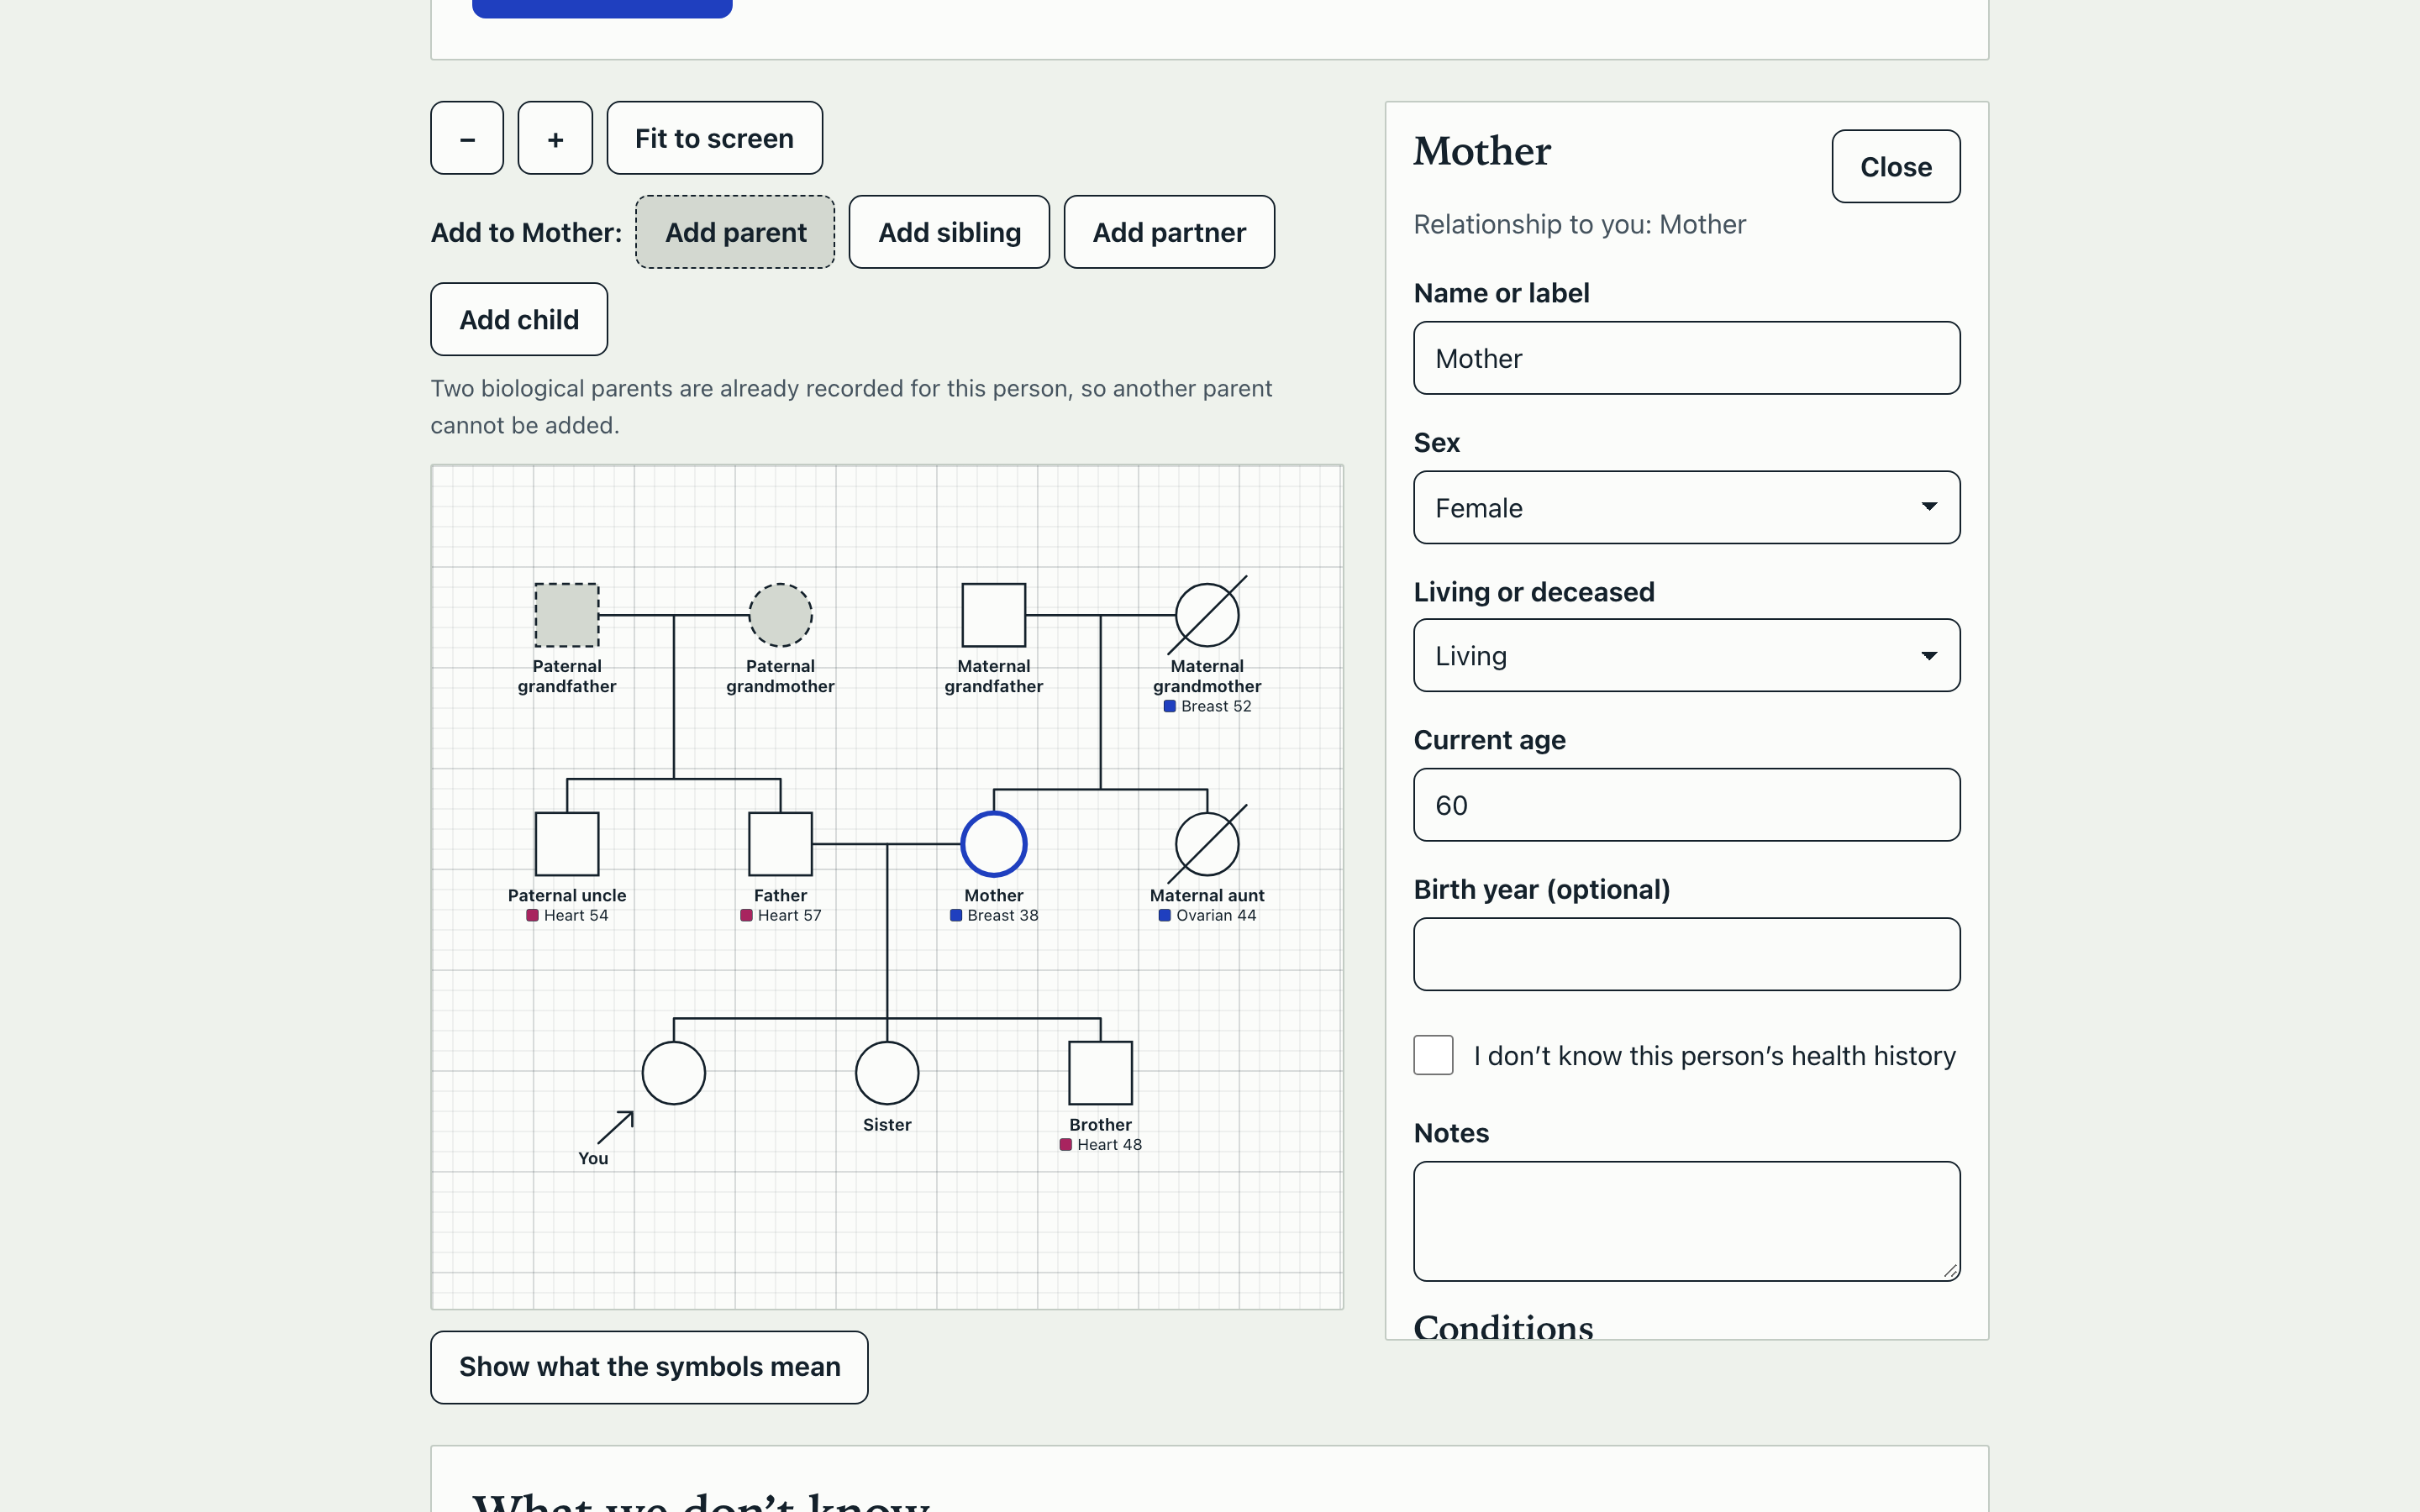 −
+
Fit to screen
Add to Mother:
Add parent
Add sibling
Add partner
Add child
Two biological parents are already recorded for this person, so another parent
cannot be added.
Paternal
grandfather
Paternal
grandmother
Maternal
grandfather
Maternal
grandmother
Breast 52
Paternal uncle
Heart 54
Father
Heart 57
Mother
Breast 38
Maternal aunt
Ovarian 44
You
Sister
Brother
Heart 48
Show what the symbols mean
Mother
Close
Relationship to you: Mother
Name or label
Mother
Sex
Female
Living or deceased
Living
Current age
60
Birth year (optional)
I don’t know this person’s health history
Notes
Conditions
What we don’t know